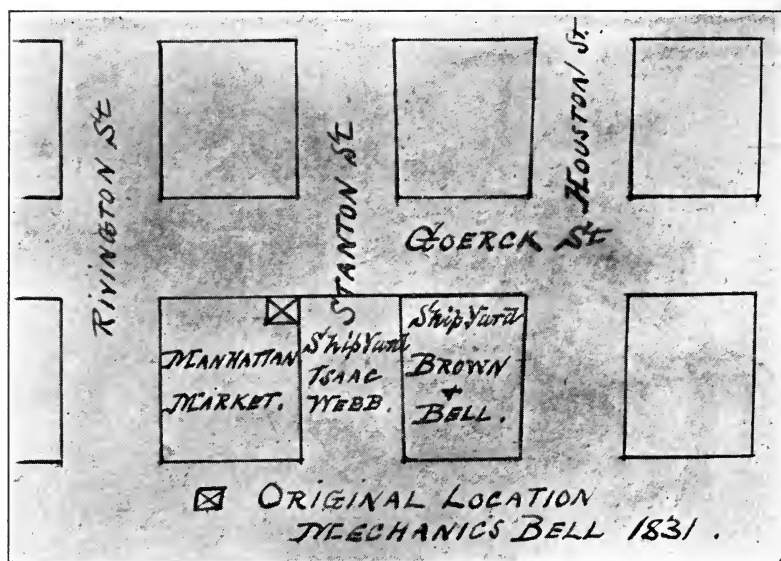 RIVINGTON St
STANTON St
HOUSTON St.
GOERCK St
MANHATTAN
MARKET.
Ship Yard
ISAAC
WEBB.
Ship Yard
BROWN
+
BELL.
ORIGINAL LOCATION
MECHANICS BELL 1831.